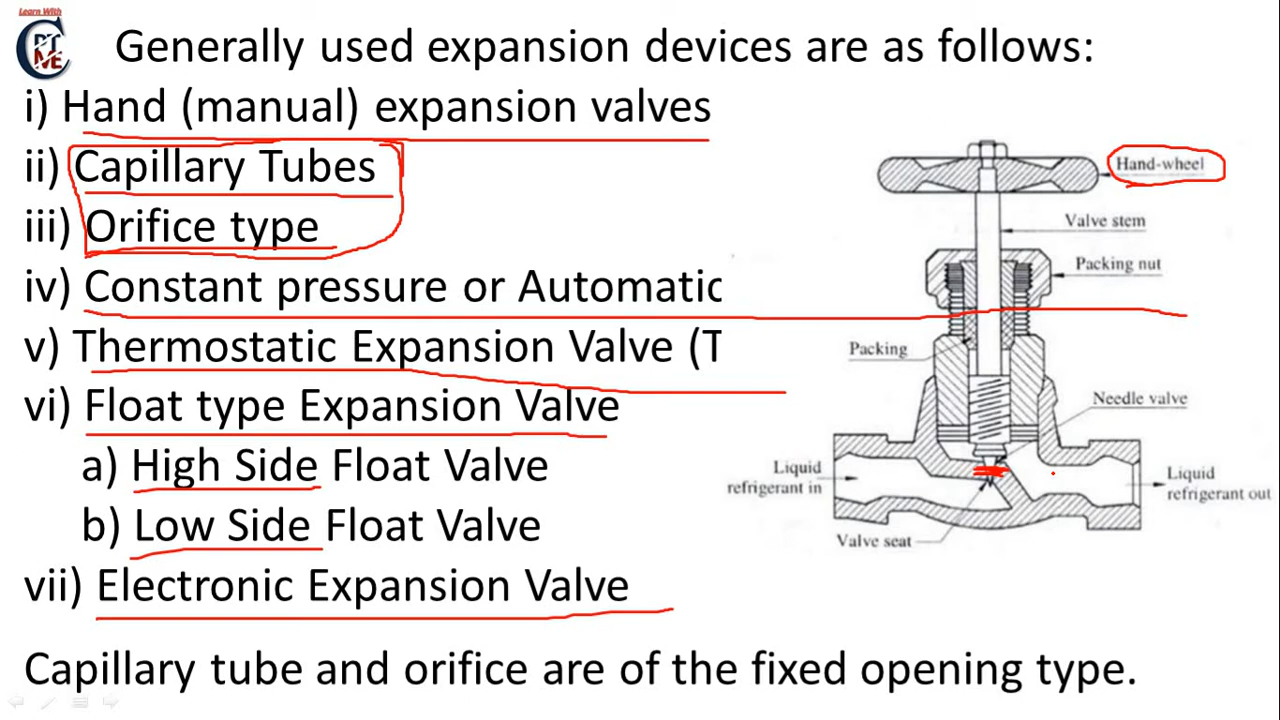 Learn With
CPTME
Generally used expansion devices are as follows:
i) Hand (manual) expansion valves
ii) Capillary Tubes
iii) Orifice type
iv) Constant pressure or Automatic
v) Thermostatic Expansion Valve (T
vi) Float type Expansion Valve
a) High Side Float Valve
b) Low Side Float Valve
vii) Electronic Expansion Valve
Capillary tube and orifice are of the fixed opening type.
Hand-wheel
Valve stem
Packing nut
Packing
Needle valve
Liquid
refrigerant in
Liquid
refrigerant out
Valve seat